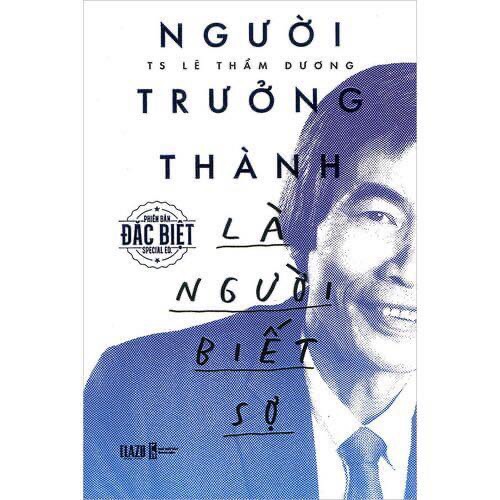 NGƯỜI
TS LÊ THẨM DƯƠNG
TRƯỞNG
THÀNH
PHIÊN BẢN
ĐẶC BIỆT
SPECIAL ED.
LÀ
NGƯỜI
BIẾT
SỢ